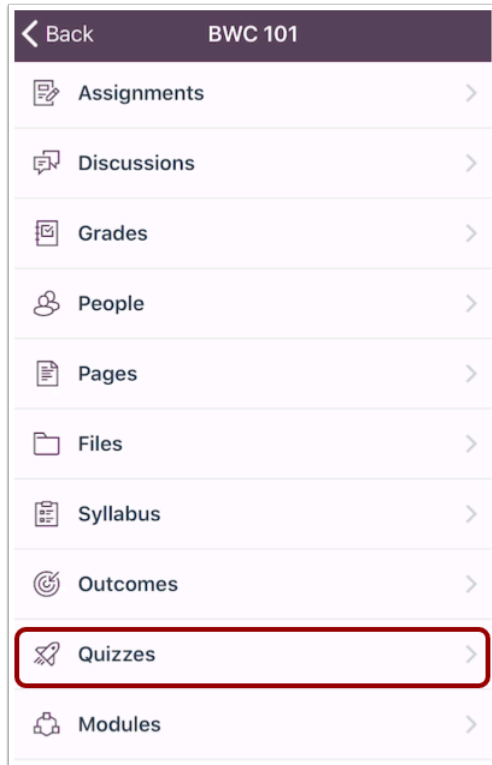 Back BWC 101
Assignments
Discussions
Grades
People
Pages
Files
Syllabus
Outcomes
Quizzes
Modules